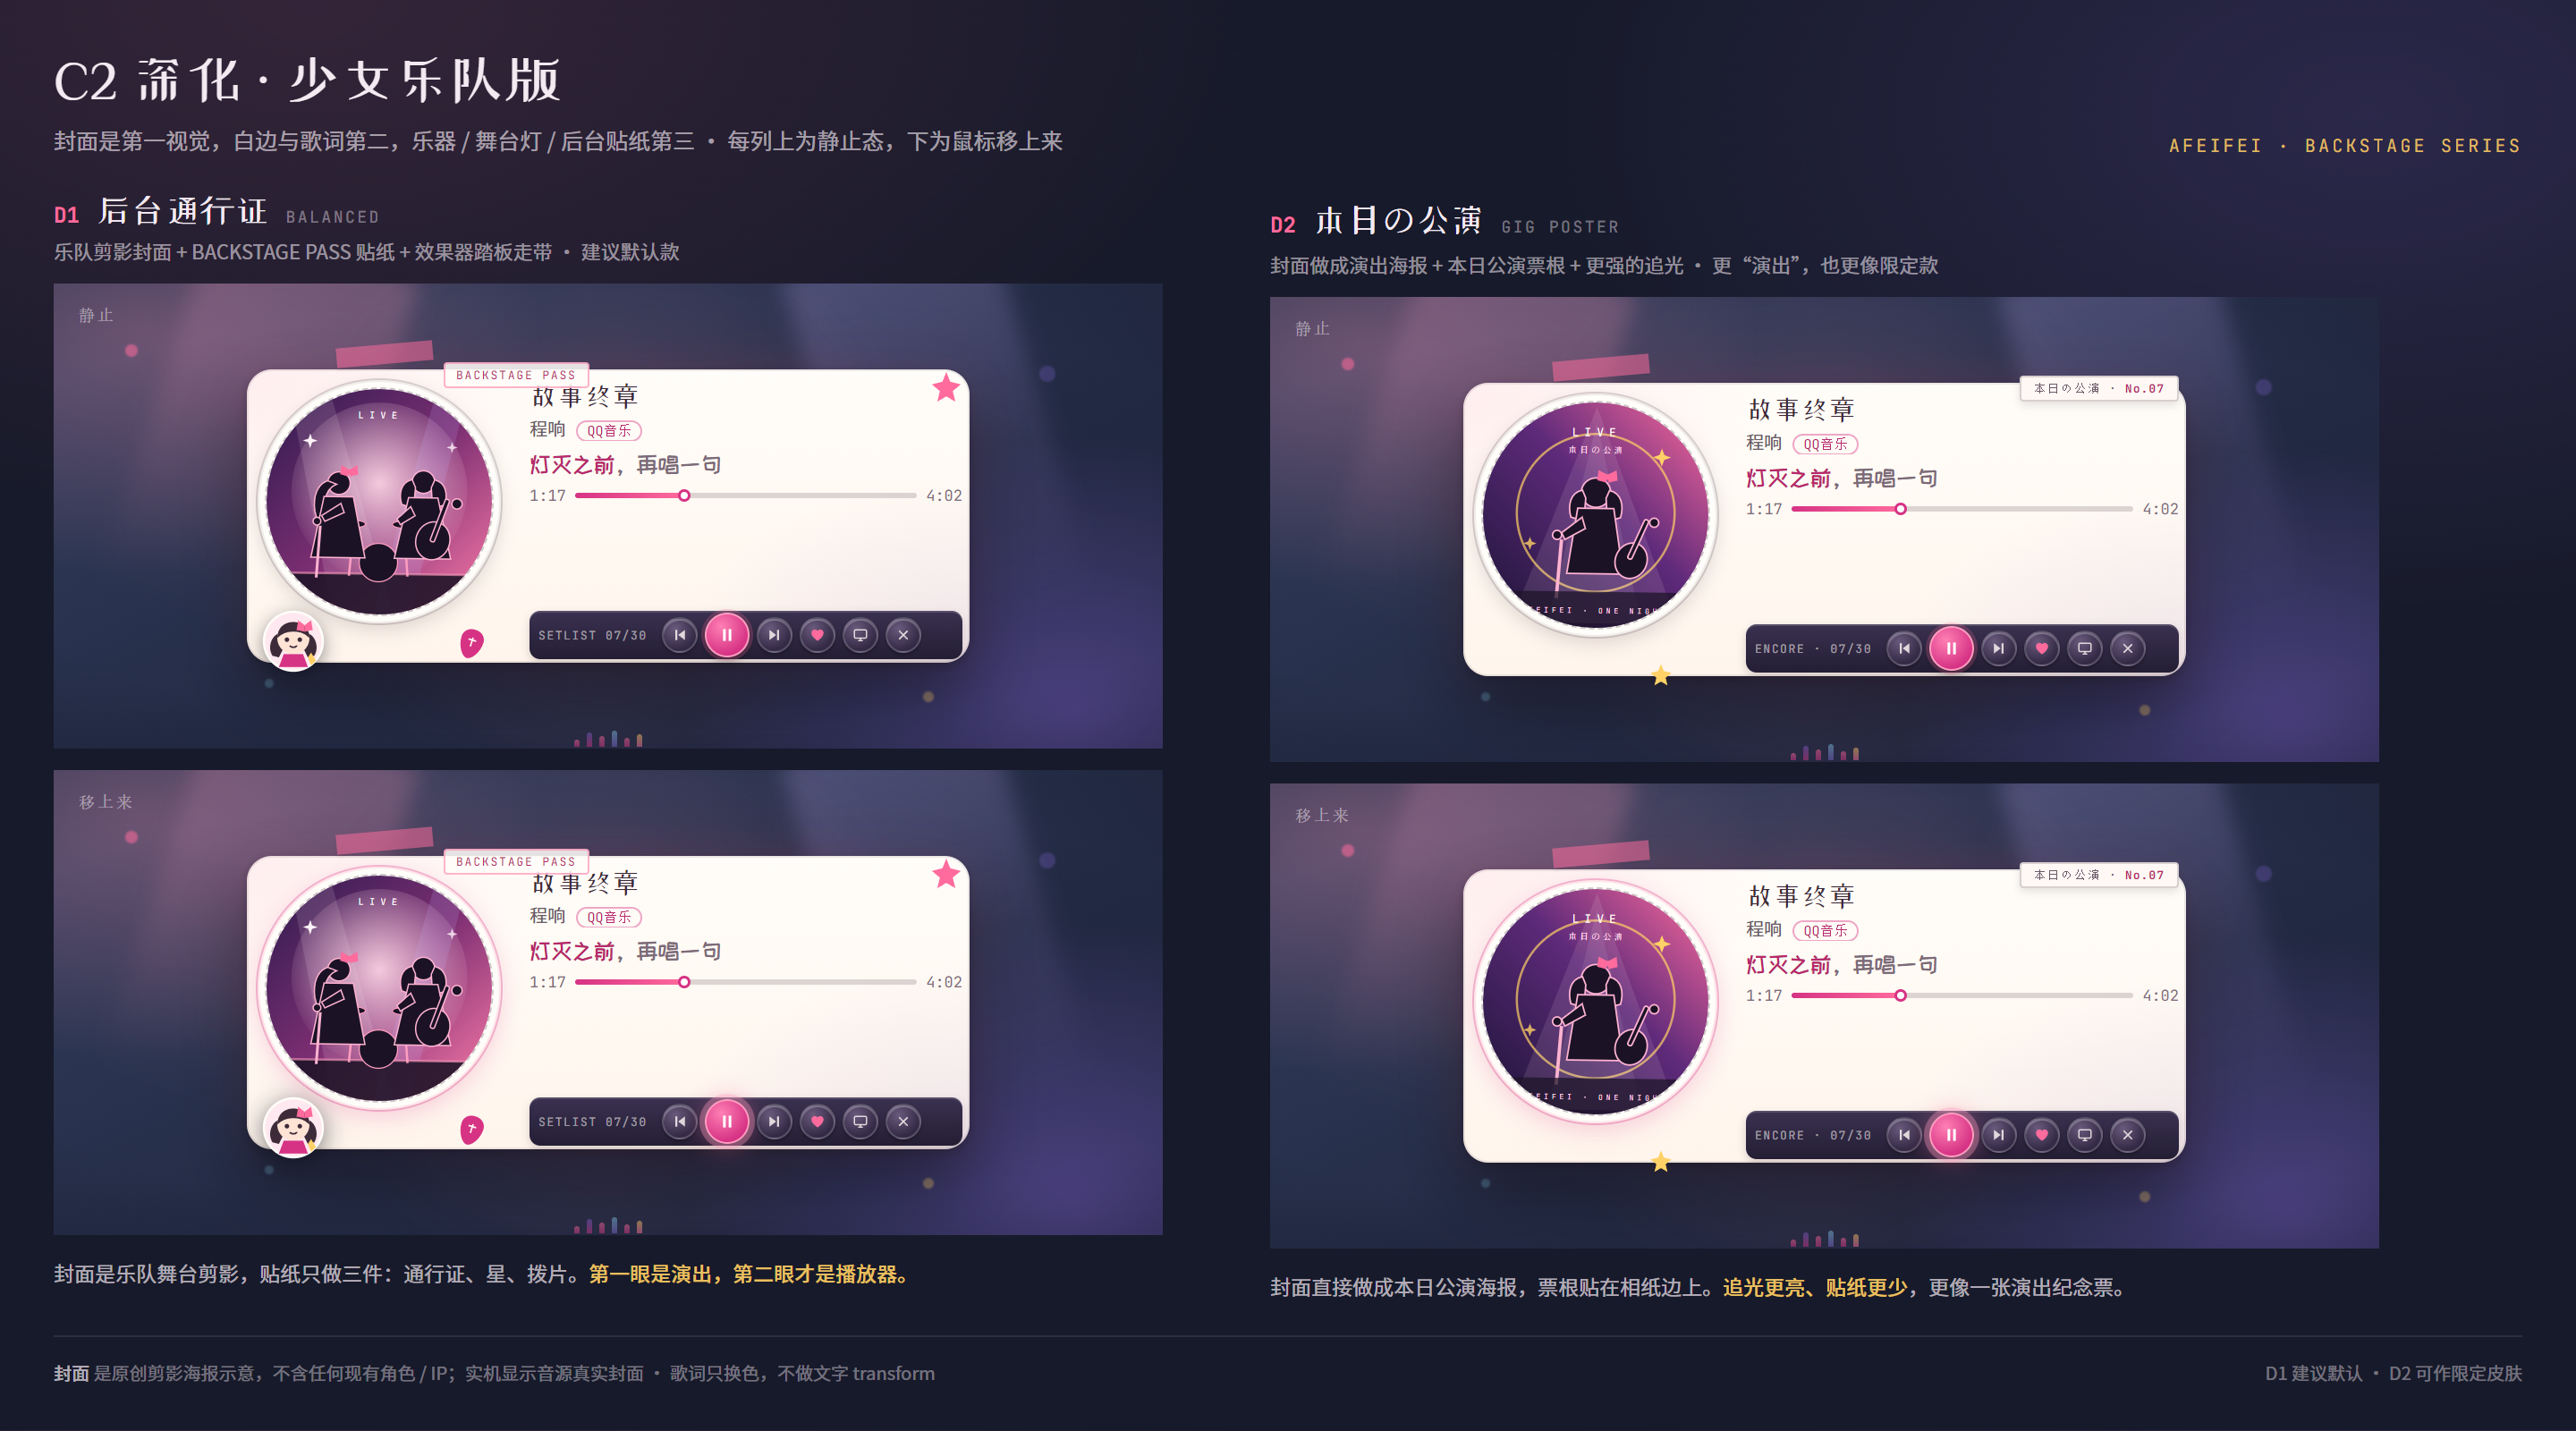 C2 深化 · 少女乐队版
封面是第一视觉，白边与歌词第二，乐器 / 舞台灯 / 后台贴纸第三 · 每列上为静止态，下为鼠标移上来
AFEIFEI · BACKSTAGE SERIES
D1 后台通行证 BALANCED
乐队剪影封面 + BACKSTAGE PASS 贴纸 + 效果器踏板走带 · 建议默认款
静止
BACKSTAGE PASS
LIVE
故事终章
程响 QQ音乐
灯灭之前，再唱一句
1:17 4:02
SETLIST 07/30
移上来
BACKSTAGE PASS
LIVE
故事终章
程响 QQ音乐
灯灭之前，再唱一句
1:17 4:02
SETLIST 07/30
封面是乐队舞台剪影，贴纸只做三件：通行证、星、拨片。第一眼是演出，第二眼才是播放器。
D2 本日の公演 GIG POSTER
封面做成演出海报 + 本日公演票根 + 更强的追光 · 更“演出”，也更像限定款
静止
本日の公演 · No.07
LIVE
本日の公演
EIFEI · ONE NIG
故事终章
程响 QQ音乐
灯灭之前，再唱一句
1:17 4:02
ENCORE · 07/30
移上来
本日の公演 · No.07
LIVE
本日の公演
EIFEI · ONE NIG
故事终章
程响 QQ音乐
灯灭之前，再唱一句
1:17 4:02
ENCORE · 07/30
封面直接做成本日公演海报，票根贴在相纸边上。追光更亮、贴纸更少，更像一张演出纪念票。
封面 是原创剪影海报示意，不含任何现有角色 / IP；实机显示音源真实封面 · 歌词只换色，不做文字 transform
D1 建议默认 · D2 可作限定皮肤